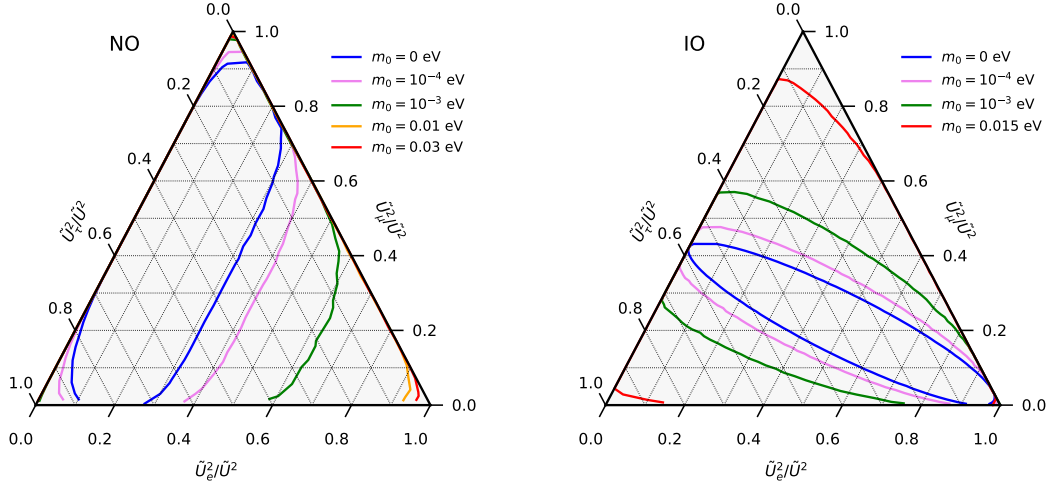 NO
0.0
0.2
0.4
0.6
0.8
1.0
1.0
0.8
0.6
0.4
0.2
0.0
0.0
0.2
0.4
0.6
0.8
1.0
Ũ²τ/Ũ²
Ũ²μ/Ũ²
Ũ²e/Ũ²
m₀ = 0 eV
m₀ = 10⁻⁴ eV
m₀ = 10⁻³ eV
m₀ = 0.01 eV
m₀ = 0.03 eV
IO
0.0
0.2
0.4
0.6
0.8
1.0
1.0
0.8
0.6
0.4
0.2
0.0
0.0
0.2
0.4
0.6
0.8
1.0
Ũ²τ/Ũ²
Ũ²μ/Ũ²
Ũ²e/Ũ²
m₀ = 0 eV
m₀ = 10⁻⁴ eV
m₀ = 10⁻³ eV
m₀ = 0.015 eV